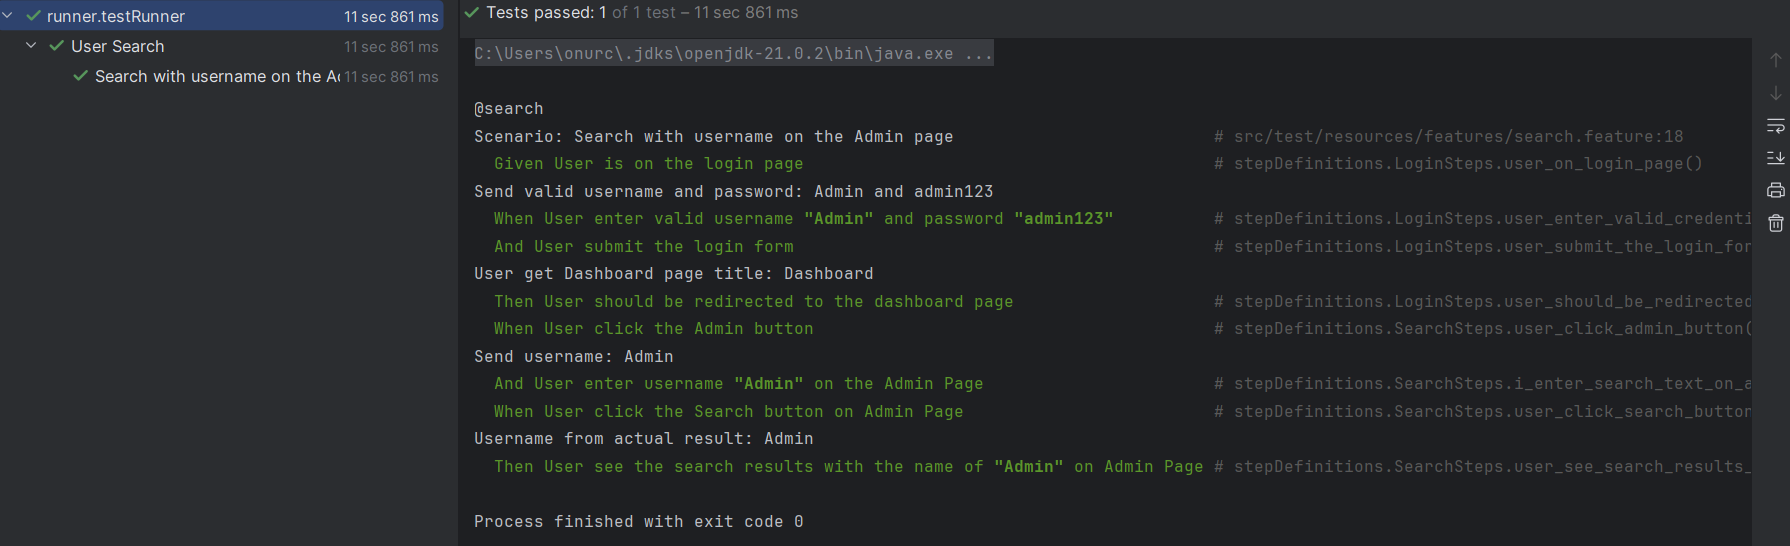 runner.testRunner 11 sec 861 ms
User Search 11 sec 861 ms
Search with username on the Ac 11 sec 861 ms
Tests passed: 1 of 1 test – 11 sec 861 ms
C:\Users\onurc\.jdks\openjdk-21.0.2\bin\java.exe ...
@search
Scenario: Search with username on the Admin page # src/test/resources/features/search.feature:18
Given User is on the login page # stepDefinitions.LoginSteps.user_on_login_page()
Send valid username and password: Admin and admin123
When User enter valid username "Admin" and password "admin123" # stepDefinitions.LoginSteps.user_enter_valid_credenti
And User submit the login form # stepDefinitions.LoginSteps.user_submit_the_login_for
User get Dashboard page title: Dashboard
Then User should be redirected to the dashboard page # stepDefinitions.LoginSteps.user_should_be_redirected
When User click the Admin button # stepDefinitions.SearchSteps.user_click_admin_button(
Send username: Admin
And User enter username "Admin" on the Admin Page # stepDefinitions.SearchSteps.i_enter_search_text_on_a
When User click the Search button on Admin Page # stepDefinitions.SearchSteps.user_click_search_button
Username from actual result: Admin
Then User see the search results with the name of "Admin" on Admin Page # stepDefinitions.SearchSteps.user_see_search_results_
Process finished with exit code 0